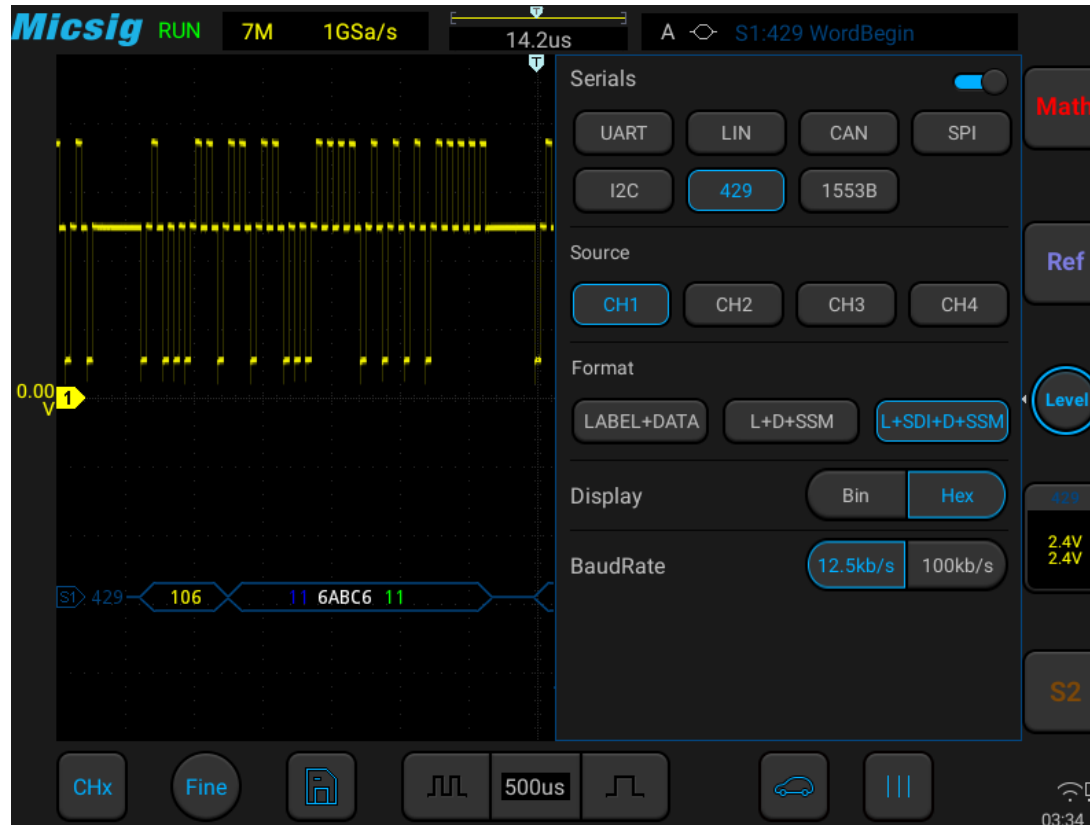 Micsig RUN 7M 1GSa/s 14.2us A S1:429 WordBegin
T
T
Serials
Math
UART LIN CAN SPI
I2C 429 1553B
Source
Ref
CH1 CH2 CH3 CH4
Format
0.00
V 1
Level
LABEL+DATA L+D+SSM L+SDI+D+SSM
Display Bin Hex
429
2.4V
2.4V
BaudRate 12.5kb/s 100kb/s
S1 429 106 11 6ABC6 11
S2
CHx Fine 500us
03:34